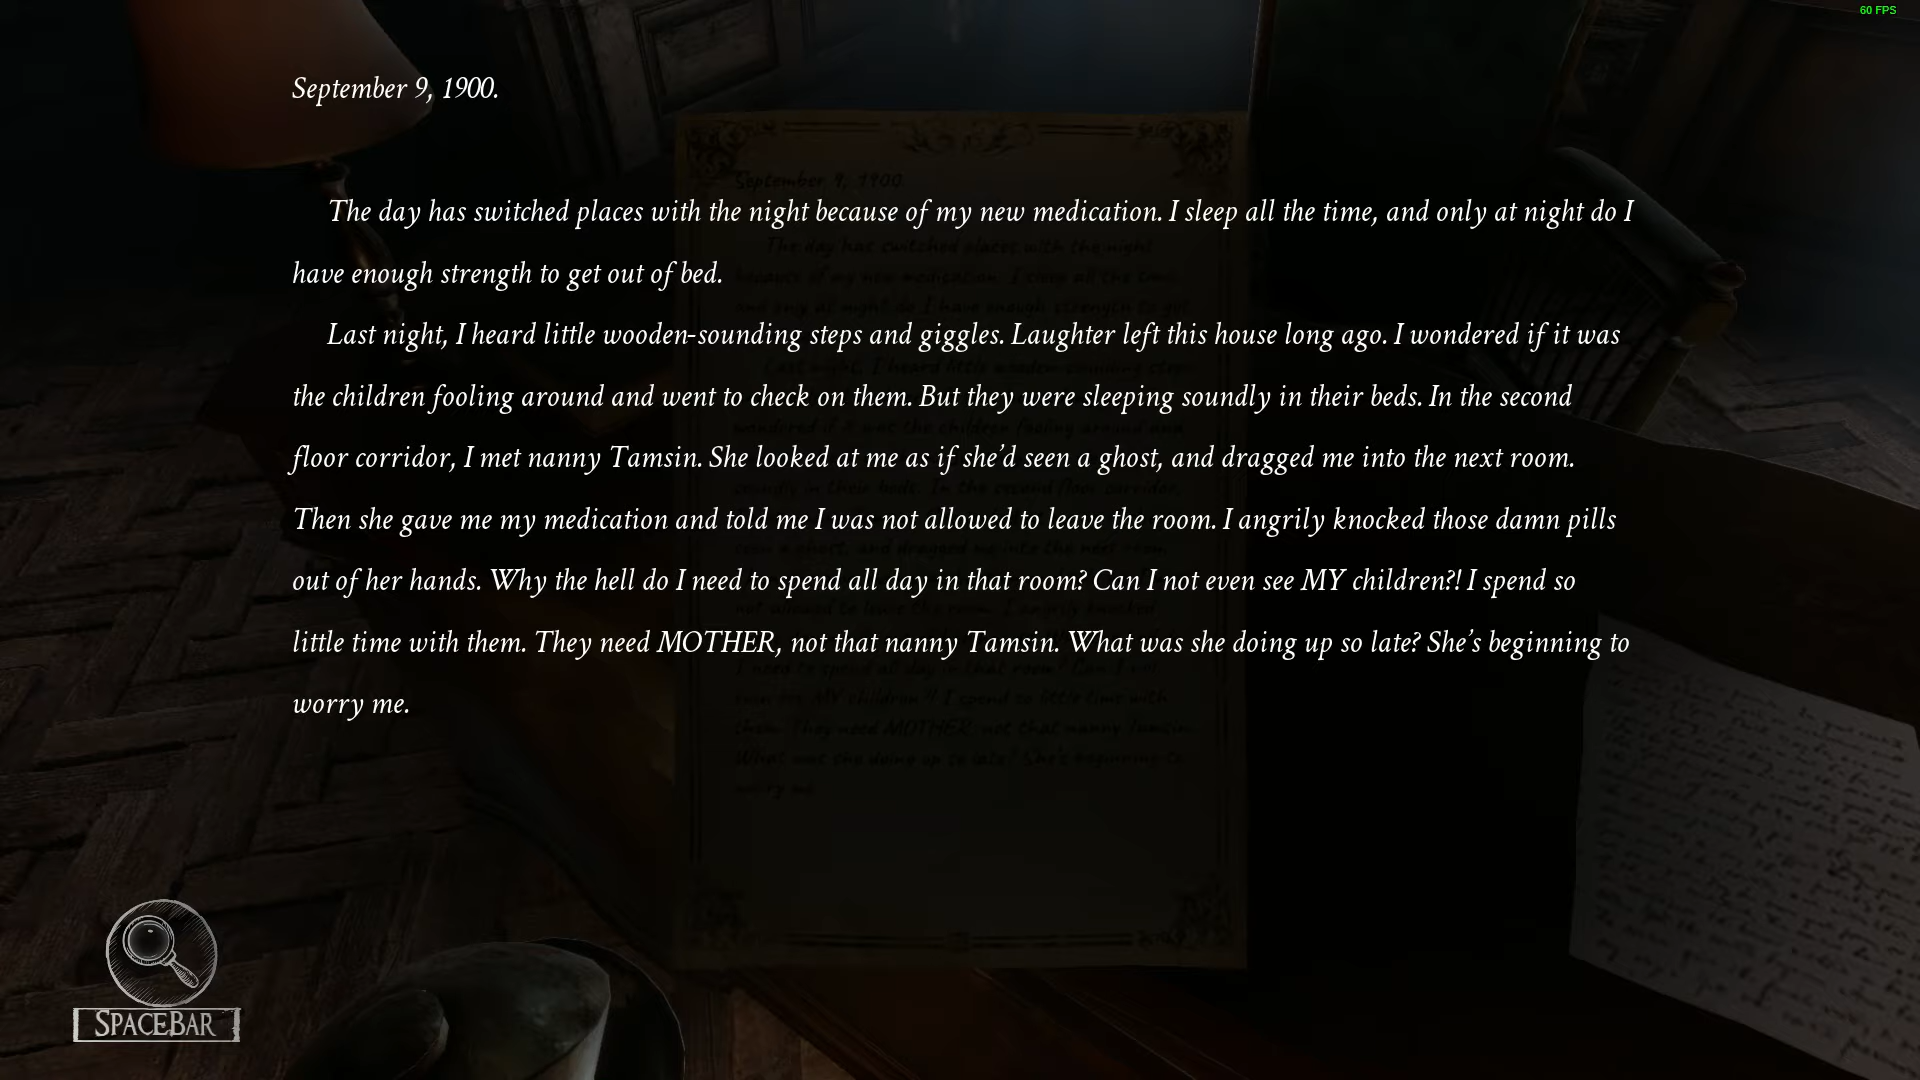 60 FPS
September 9, 1900.
The day has switched places with the night because of my new medication. I sleep all the time, and only at night do I
have enough strength to get out of bed.
Last night, I heard little wooden-sounding steps and giggles. Laughter left this house long ago. I wondered if it was
the children fooling around and went to check on them. But they were sleeping soundly in their beds. In the second
floor corridor, I met nanny Tamsin. She looked at me as if she’d seen a ghost, and dragged me into the next room.
Then she gave me my medication and told me I was not allowed to leave the room. I angrily knocked those damn pills
out of her hands. Why the hell do I need to spend all day in that room? Can I not even see MY children?! I spend so
little time with them. They need MOTHER, not that nanny Tamsin. What was she doing up so late? She’s beginning to
worry me.
SPACEBAR